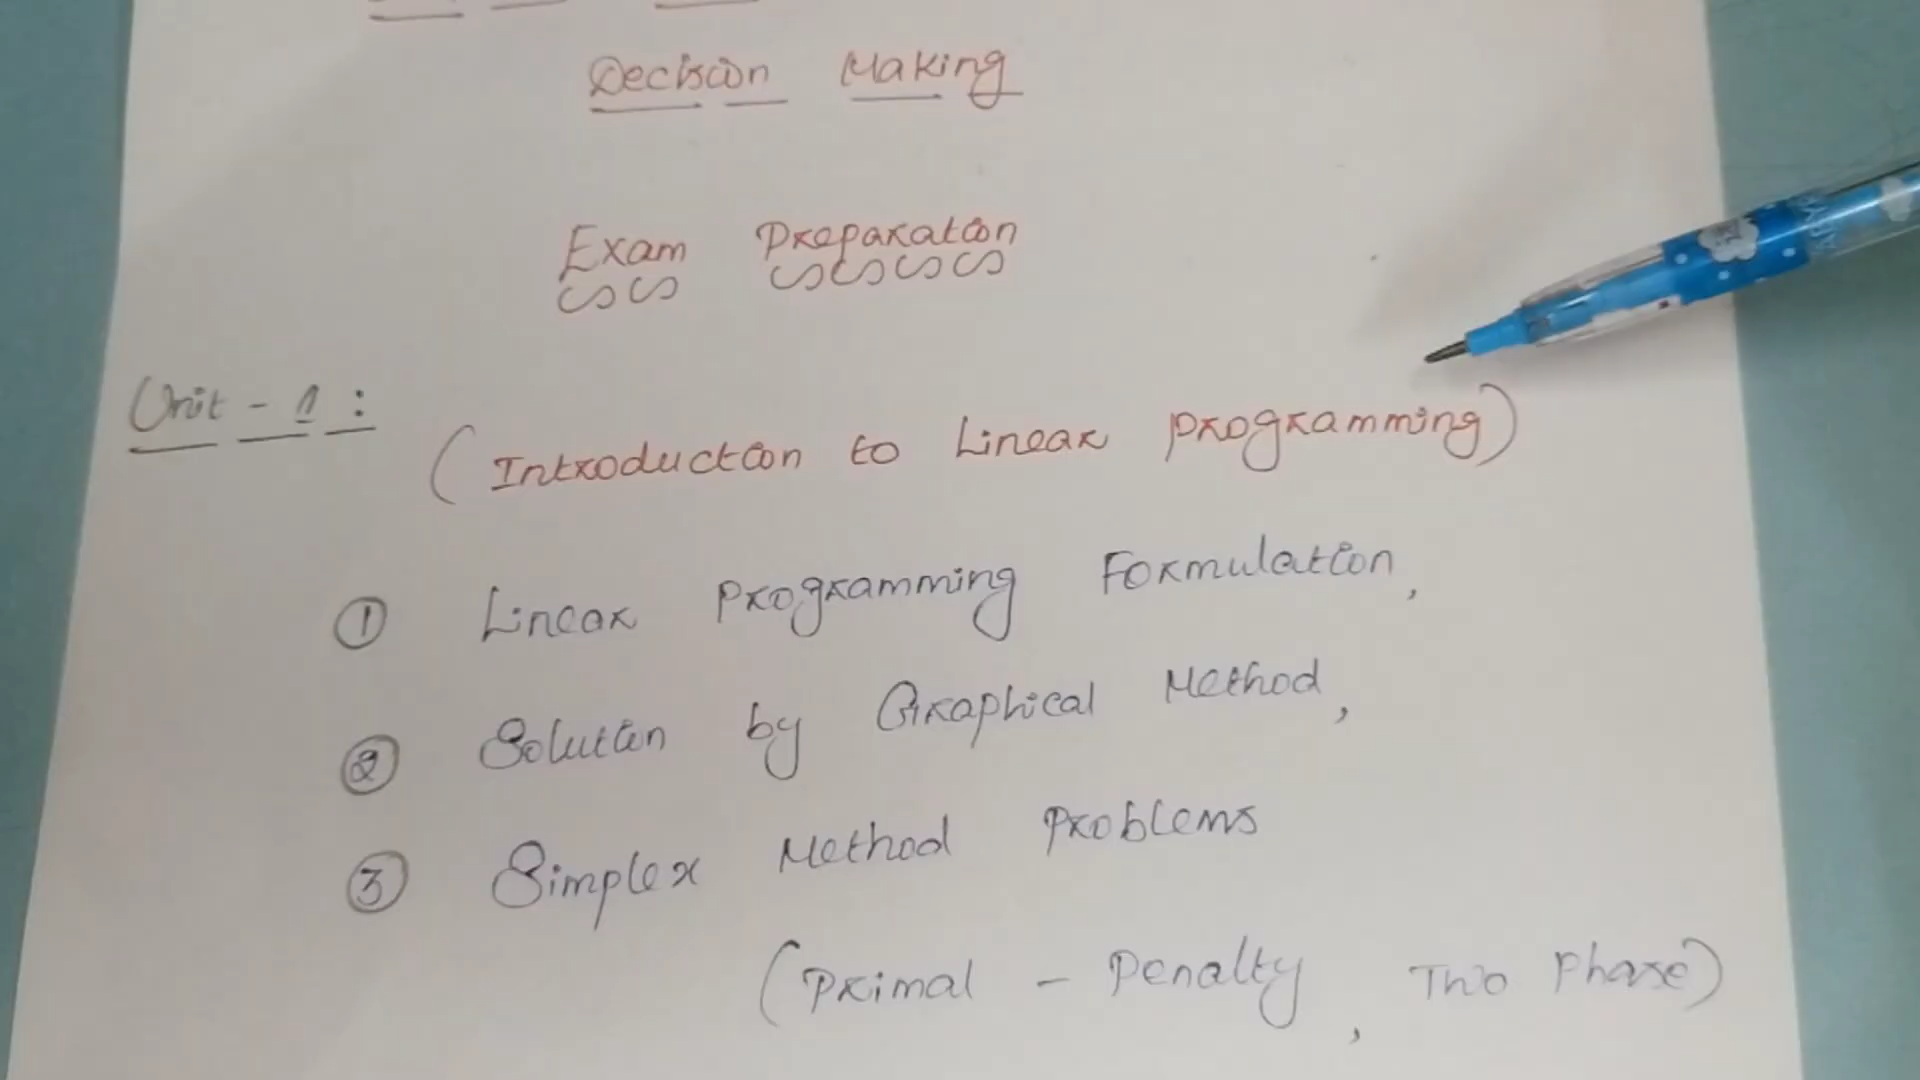 Decision Making
Exam Preparation
Unit - 1 :
(Introduction to Linear Programming)
① Linear Programming Formulation,
② Solution by Graphical Method,
③ Simplex Method Problems
(Primal - Penalty, Two Phase)